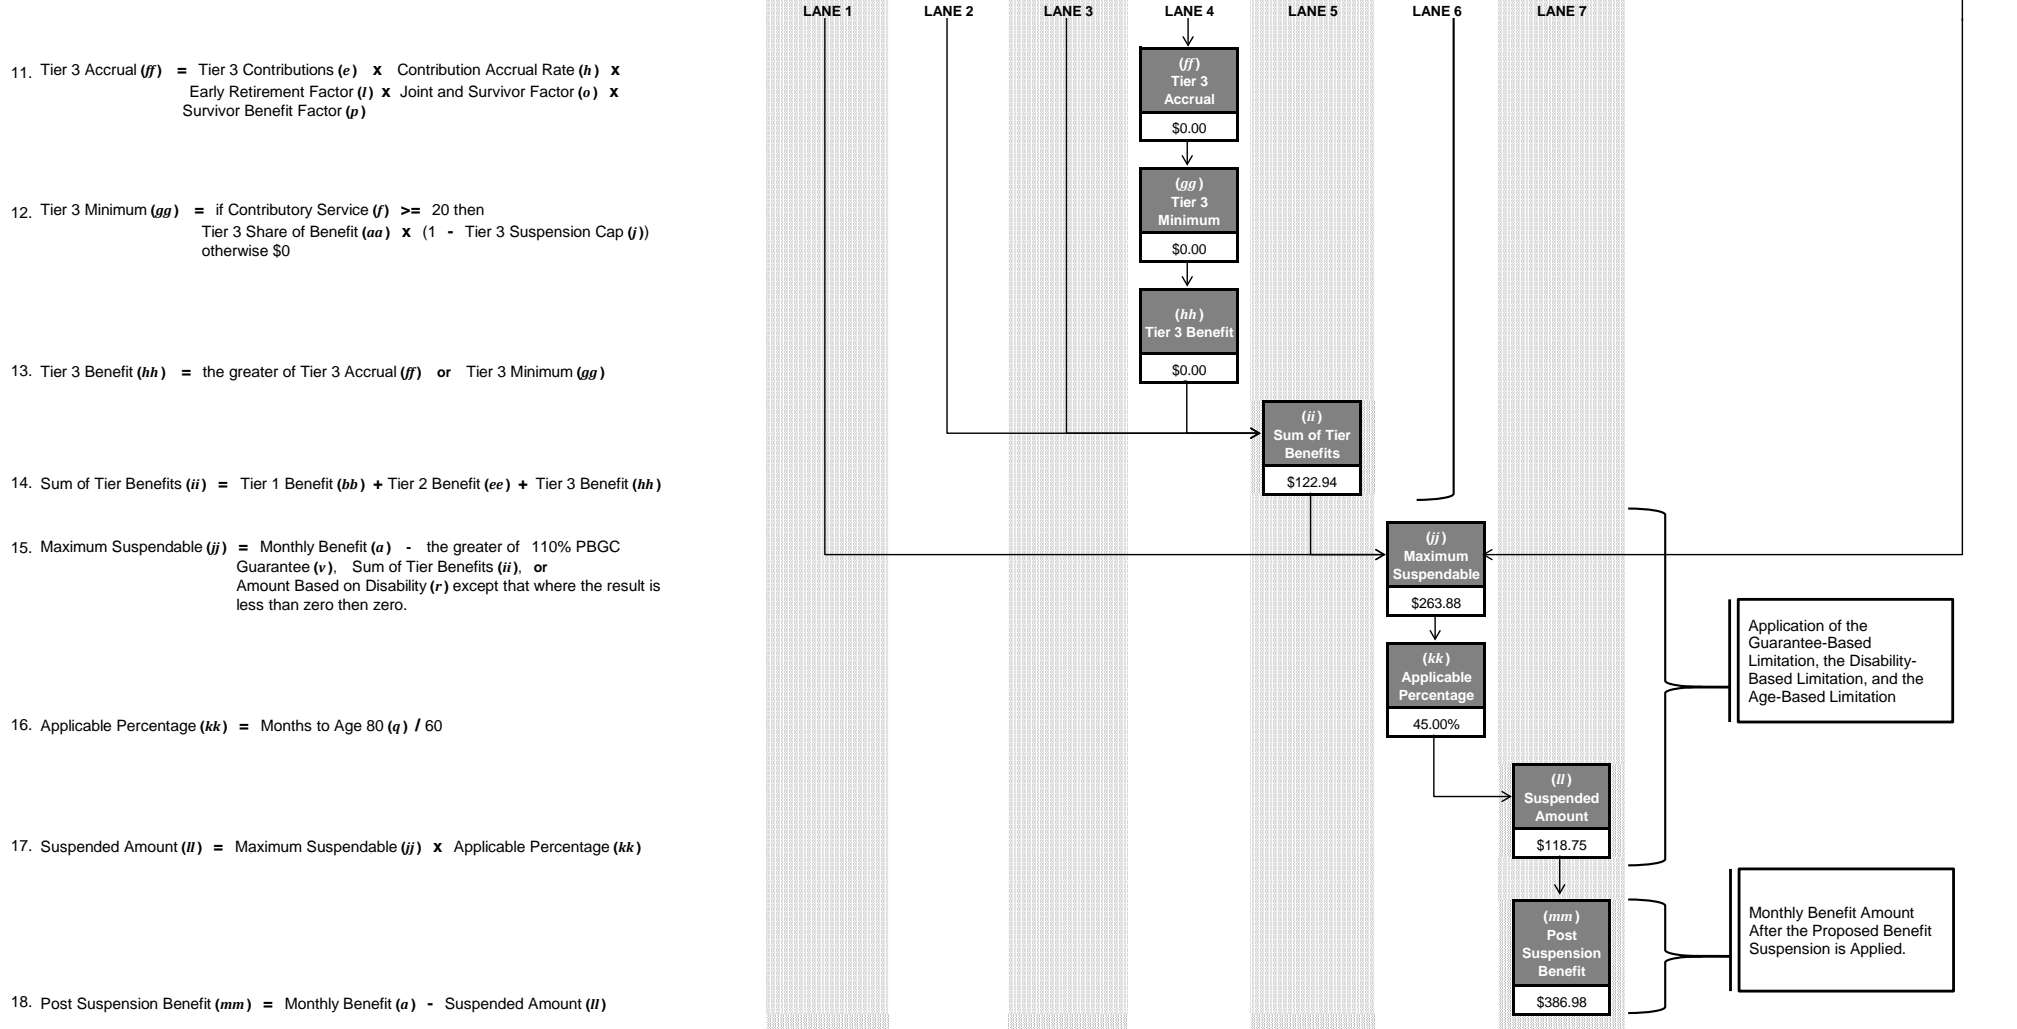 LANE 1 LANE 2 LANE 3 LANE 4 LANE 5 LANE 6 LANE 7
11. Tier 3 Accrual (ff) = Tier 3 Contributions (e) x Contribution Accrual Rate (h) x
Early Retirement Factor (l) x Joint and Survivor Factor (o) x
Survivor Benefit Factor (p)
(ff)
Tier 3
Accrual
$0.00
12. Tier 3 Minimum (gg) = if Contributory Service (f) >= 20 then
Tier 3 Share of Benefit (aa) x (1 - Tier 3 Suspension Cap (j))
otherwise $0
(gg)
Tier 3
Minimum
$0.00
(hh)
Tier 3 Benefit
$0.00
13. Tier 3 Benefit (hh) = the greater of Tier 3 Accrual (ff) or Tier 3 Minimum (gg)
(ii)
Sum of Tier
Benefits
$122.94
14. Sum of Tier Benefits (ii) = Tier 1 Benefit (bb) + Tier 2 Benefit (ee) + Tier 3 Benefit (hh)
15. Maximum Suspendable (jj) = Monthly Benefit (a) - the greater of 110% PBGC
Guarantee (v), Sum of Tier Benefits (ii), or
Amount Based on Disability (r) except that where the result is
less than zero then zero.
(jj)
Maximum
Suspendable
$263.88
Application of the
Guarantee-Based
Limitation, the Disability-
Based Limitation, and the
Age-Based Limitation
(kk)
Applicable
Percentage
45.00%
16. Applicable Percentage (kk) = Months to Age 80 (q) / 60
(ll)
Suspended
Amount
$118.75
17. Suspended Amount (ll) = Maximum Suspendable (jj) x Applicable Percentage (kk)
(mm)
Post
Suspension
Benefit
$386.98
Monthly Benefit Amount
After the Proposed Benefit
Suspension is Applied.
18. Post Suspension Benefit (mm) = Monthly Benefit (a) - Suspended Amount (ll)